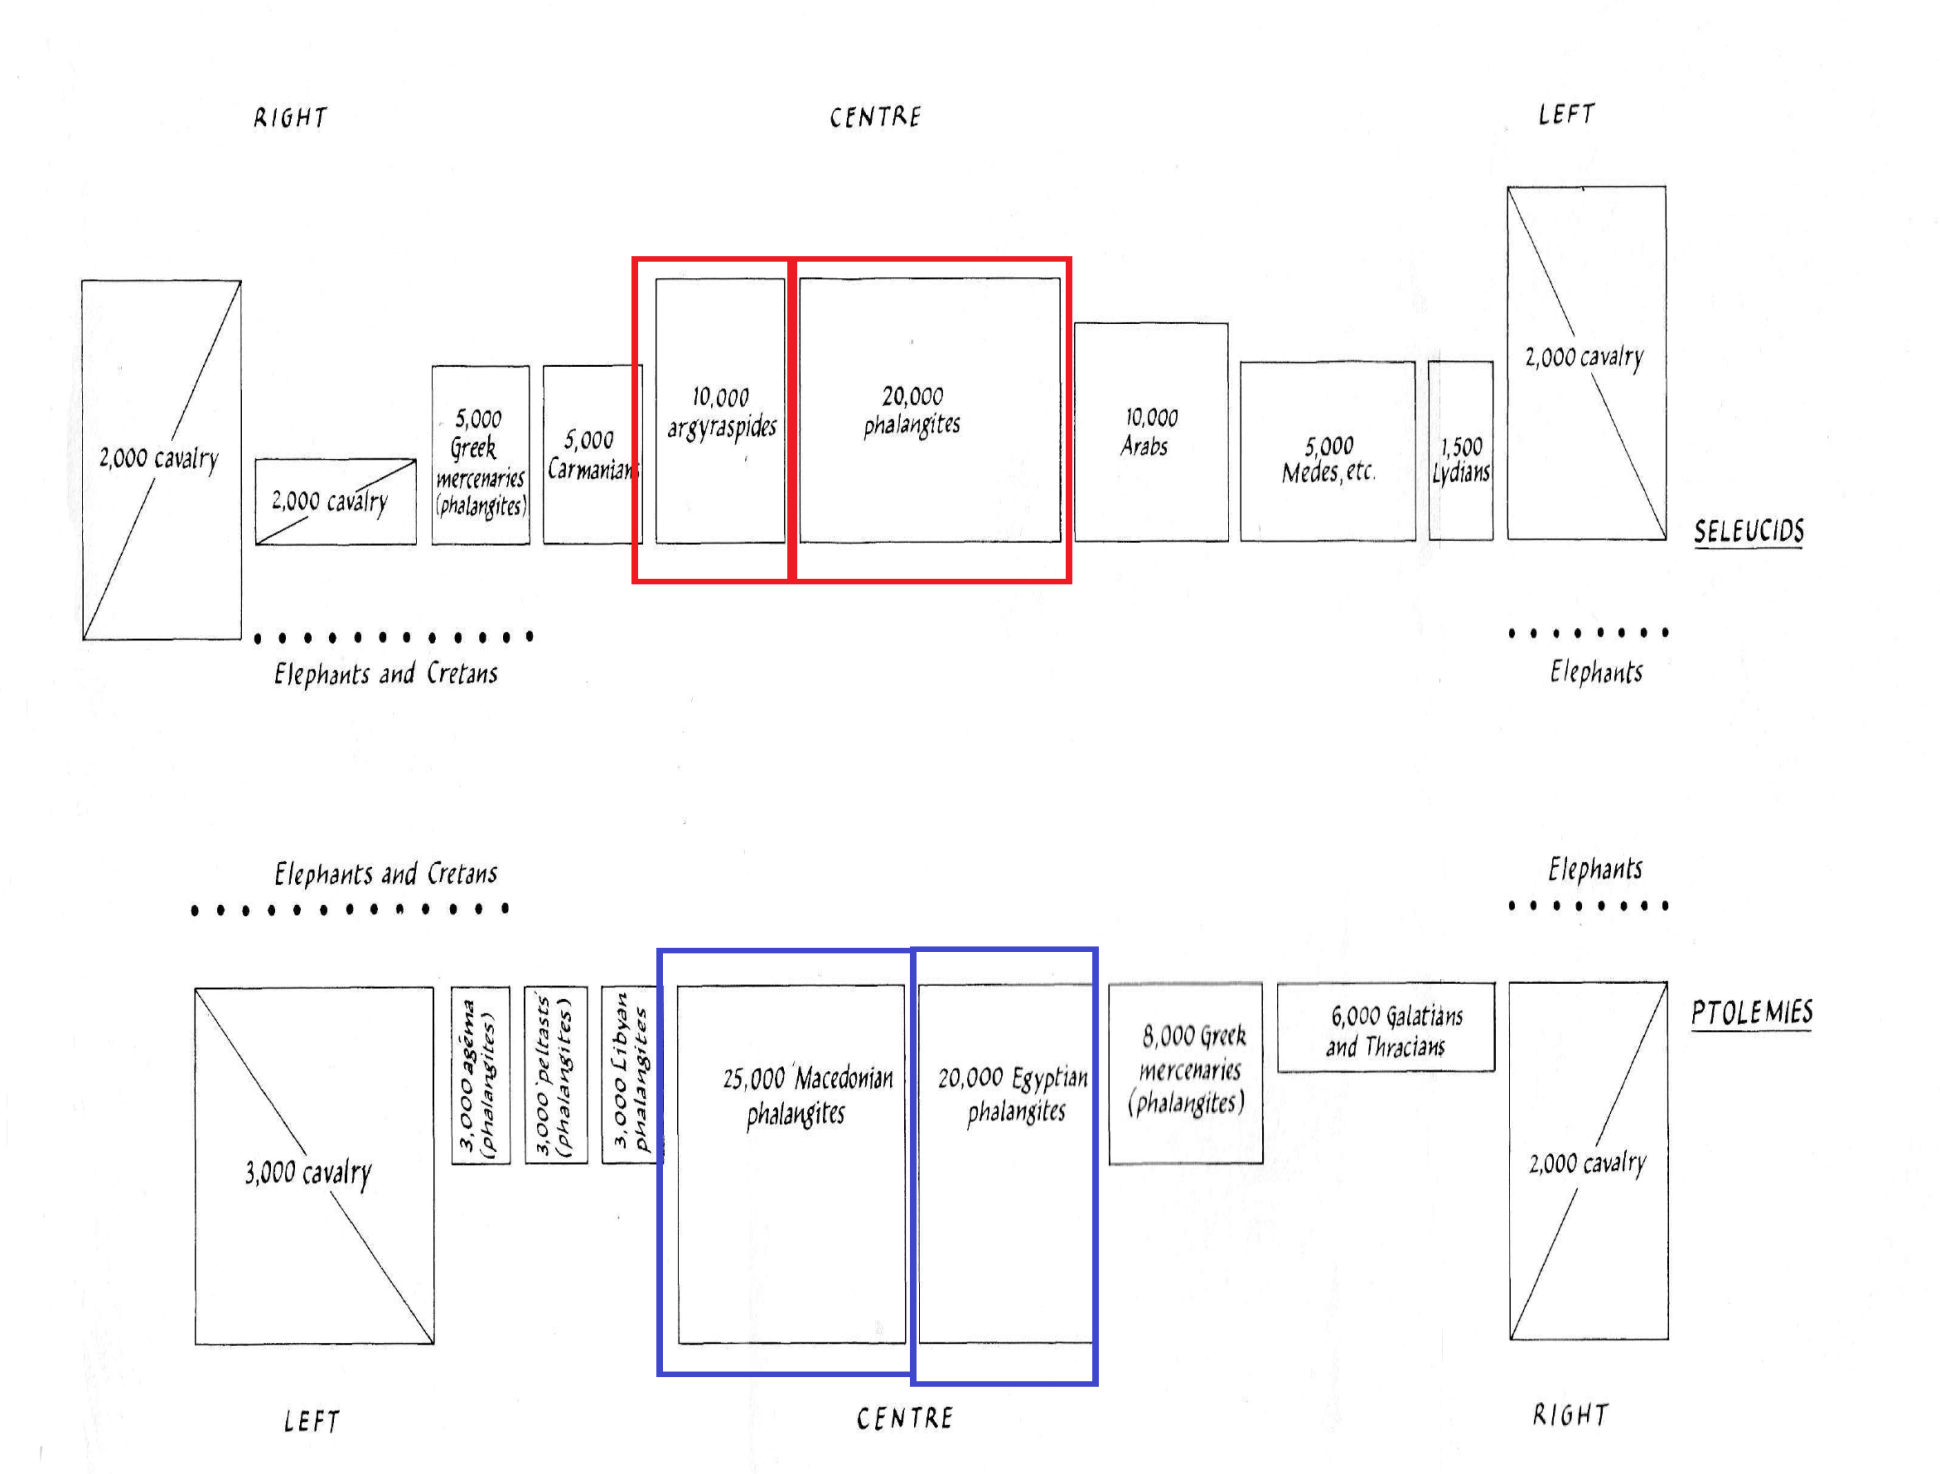 RIGHT
CENTRE
LEFT
2,000 cavalry
2,000 cavalry
5,000
Greek
mercenaries
(phalangites)
5,000
Carmanians
10,000
argyraspides
20,000
phalangites
10,000
Arabs
5,000
Medes, etc.
1,500
Lydians
2,000 cavalry
SELEUCIDS
Elephants and Cretans
Elephants
Elephants and Cretans
Elephants
3,000 cavalry
3,000 agema
(phalangites)
3,000 'peltasts'
(phalangites)
3,000 Libyan
phalangites
25,000 'Macedonian
phalangites
20,000 Egyptian
phalangites
8,000 Greek
mercenaries
(phalangites)
6,000 Galatians
and Thracians
2,000 cavalry
PTOLEMIES
LEFT
CENTRE
RIGHT